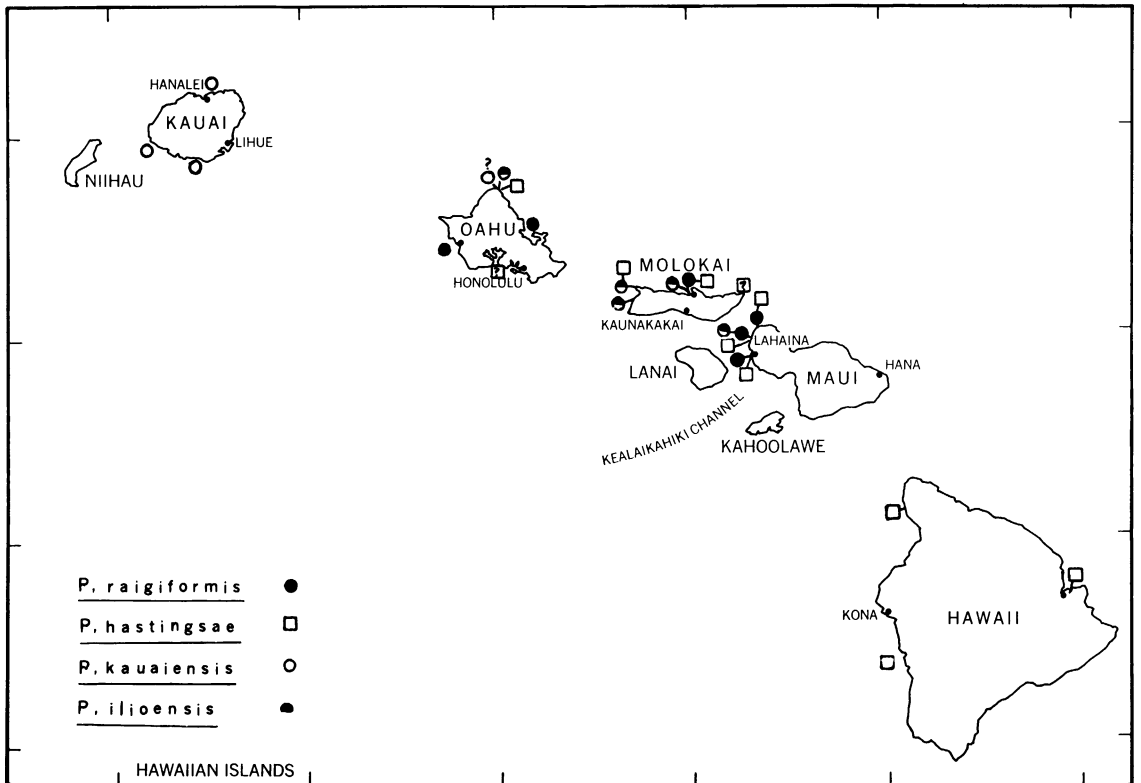 HANALEI
KAUAI
LIHUE
NIIHAU
?
OAHU
HONOLULU
?
MOLOKAI
?
KAUNAKAKAI
LAHAINA
LANAI
HANA
MAUI
KEALAIKAHIKI CHANNEL
KAHOOLAWE
P. raigiformis
P. hastingsae
KONA
HAWAII
P. kauaiensis
P. ilioensis
HAWAIIAN ISLANDS